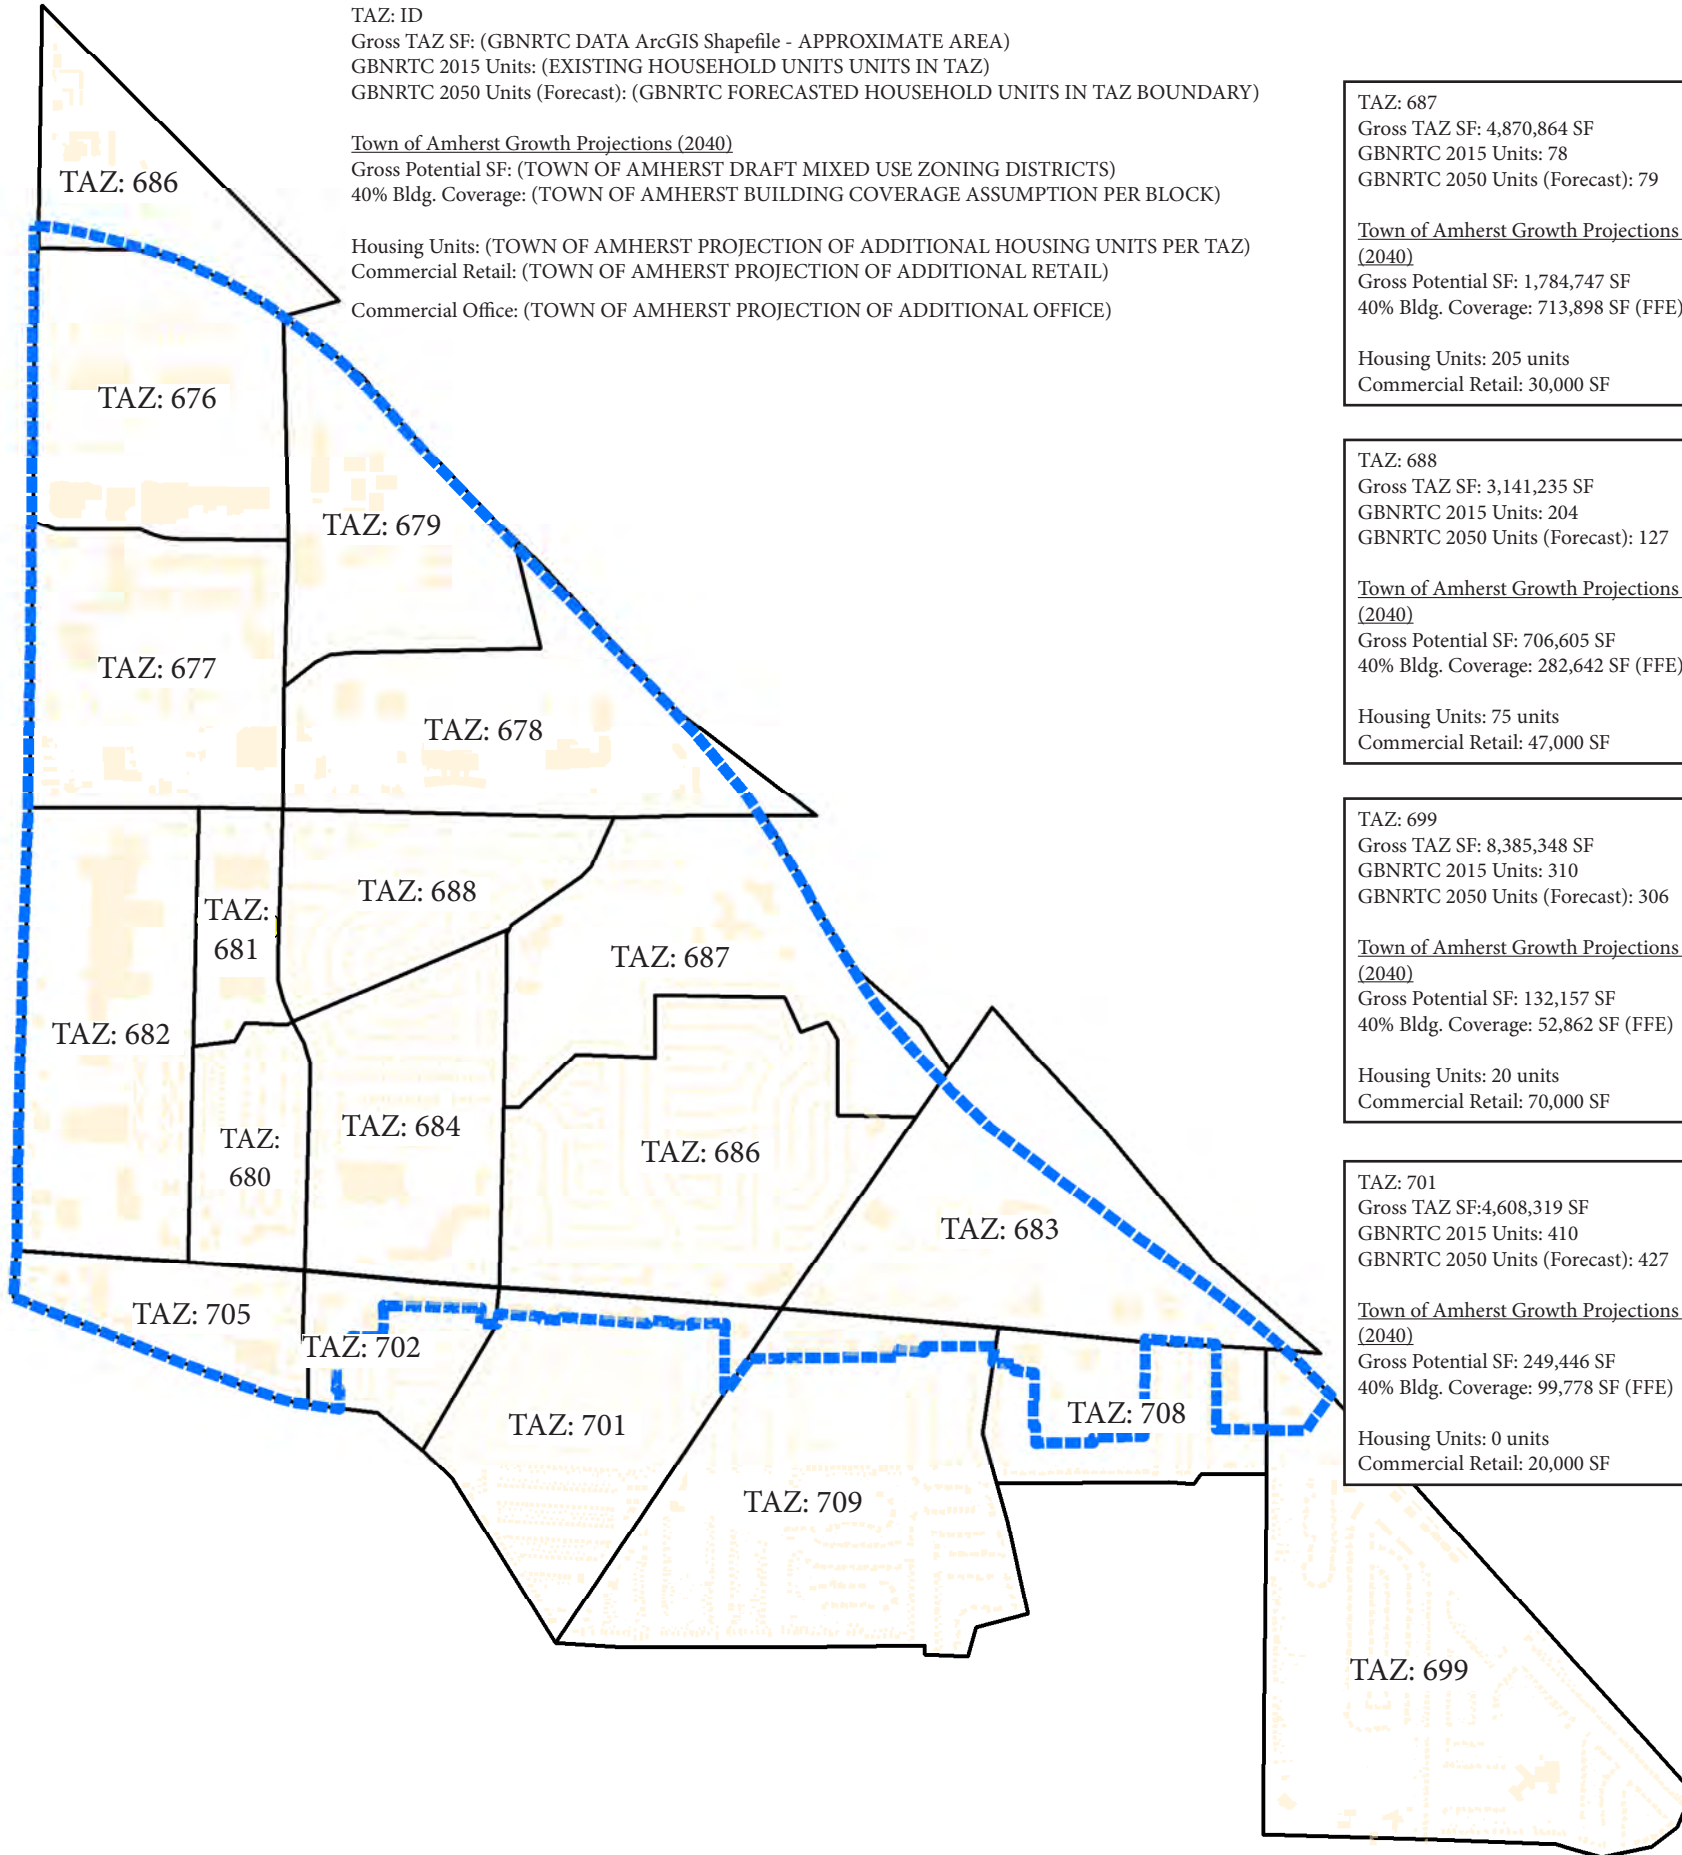 TAZ: ID
Gross TAZ SF: (GBNRTC DATA ArcGIS Shapefile - APPROXIMATE AREA)
GBNRTC 2015 Units: (EXISTING HOUSEHOLD UNITS UNITS IN TAZ)
GBNRTC 2050 Units (Forecast): (GBNRTC FORECASTED HOUSEHOLD UNITS IN TAZ BOUNDARY)
Town of Amherst Growth Projections (2040)
Gross Potential SF: (TOWN OF AMHERST DRAFT MIXED USE ZONING DISTRICTS)
40% Bldg. Coverage: (TOWN OF AMHERST BUILDING COVERAGE ASSUMPTION PER BLOCK)
Housing Units: (TOWN OF AMHERST PROJECTION OF ADDITIONAL HOUSING UNITS PER TAZ)
Commercial Retail: (TOWN OF AMHERST PROJECTION OF ADDITIONAL RETAIL)
Commercial Office: (TOWN OF AMHERST PROJECTION OF ADDITIONAL OFFICE)
TAZ: 687
Gross TAZ SF: 4,870,864 SF
GBNRTC 2015 Units: 78
GBNRTC 2050 Units (Forecast): 79
Town of Amherst Growth Projections
(2040)
Gross Potential SF: 1,784,747 SF
40% Bldg. Coverage: 713,898 SF (FFE)
Housing Units: 205 units
Commercial Retail: 30,000 SF
TAZ: 688
Gross TAZ SF: 3,141,235 SF
GBNRTC 2015 Units: 204
GBNRTC 2050 Units (Forecast): 127
Town of Amherst Growth Projections
(2040)
Gross Potential SF: 706,605 SF
40% Bldg. Coverage: 282,642 SF (FFE)
Housing Units: 75 units
Commercial Retail: 47,000 SF
TAZ: 699
Gross TAZ SF: 8,385,348 SF
GBNRTC 2015 Units: 310
GBNRTC 2050 Units (Forecast): 306
Town of Amherst Growth Projections
(2040)
Gross Potential SF: 132,157 SF
40% Bldg. Coverage: 52,862 SF (FFE)
Housing Units: 20 units
Commercial Retail: 70,000 SF
TAZ: 701
Gross TAZ SF:4,608,319 SF
GBNRTC 2015 Units: 410
GBNRTC 2050 Units (Forecast): 427
Town of Amherst Growth Projections
(2040)
Gross Potential SF: 249,446 SF
40% Bldg. Coverage: 99,778 SF (FFE)
Housing Units: 0 units
Commercial Retail: 20,000 SF
TAZ: 686
TAZ: 676
TAZ: 679
TAZ: 677
TAZ: 678
TAZ: 688
TAZ:
681
TAZ: 687
TAZ: 682
TAZ: 684
TAZ:
680
TAZ: 686
TAZ: 683
TAZ: 705
TAZ: 702
TAZ: 701
TAZ: 708
TAZ: 709
TAZ: 699